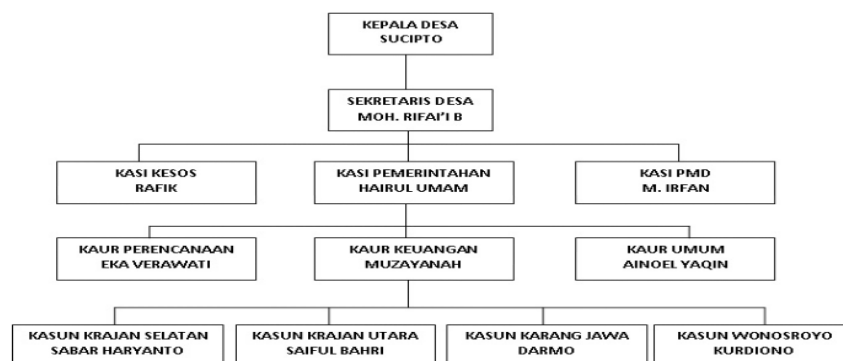 KEPALA DESA
SUCIPTO
SEKRETARIS DESA
MOH. RIFAI'I B
KASI KESOS
RAFIK
KASI PEMERINTAHAN
HAIRUL UMAM
KASI PMD
M. IRFAN
KAUR PERENCANAAN
EKA VERAWATI
KAUR KEUANGAN
MUZAYANAH
KAUR UMUM
AINOEL YAQIN
KASUN KRAJAN SELATAN
SABAR HARYANTO
KASUN KRAJAN UTARA
SAIFUL BAHRI
KASUN KARANG JAWA
DARMO
KASUN WONOSROYO
KURDIONO